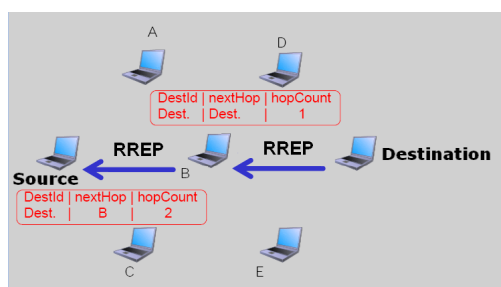 A
D
DestId | nextHop | hopCount
Dest. | Dest. | 1
RREP
RREP
B
Destination
Source
DestId | nextHop | hopCount
Dest. | B | 2
C
E